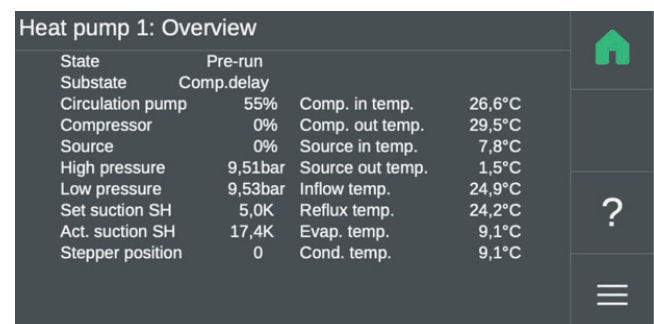 Heat pump 1: Overview
State Pre-run
Substate Comp.delay
Circulation pump 55% Comp. in temp. 26,6°C
Compressor 0% Comp. out temp. 29,5°C
Source 0% Source in temp. 7,8°C
High pressure 9,51bar Source out temp. 1,5°C
Low pressure 9,53bar Inflow temp. 24,9°C
Set suction SH 5,0K Reflux temp. 24,2°C
Act. suction SH 17,4K Evap. temp. 9,1°C
Stepper position 0 Cond. temp. 9,1°C
?